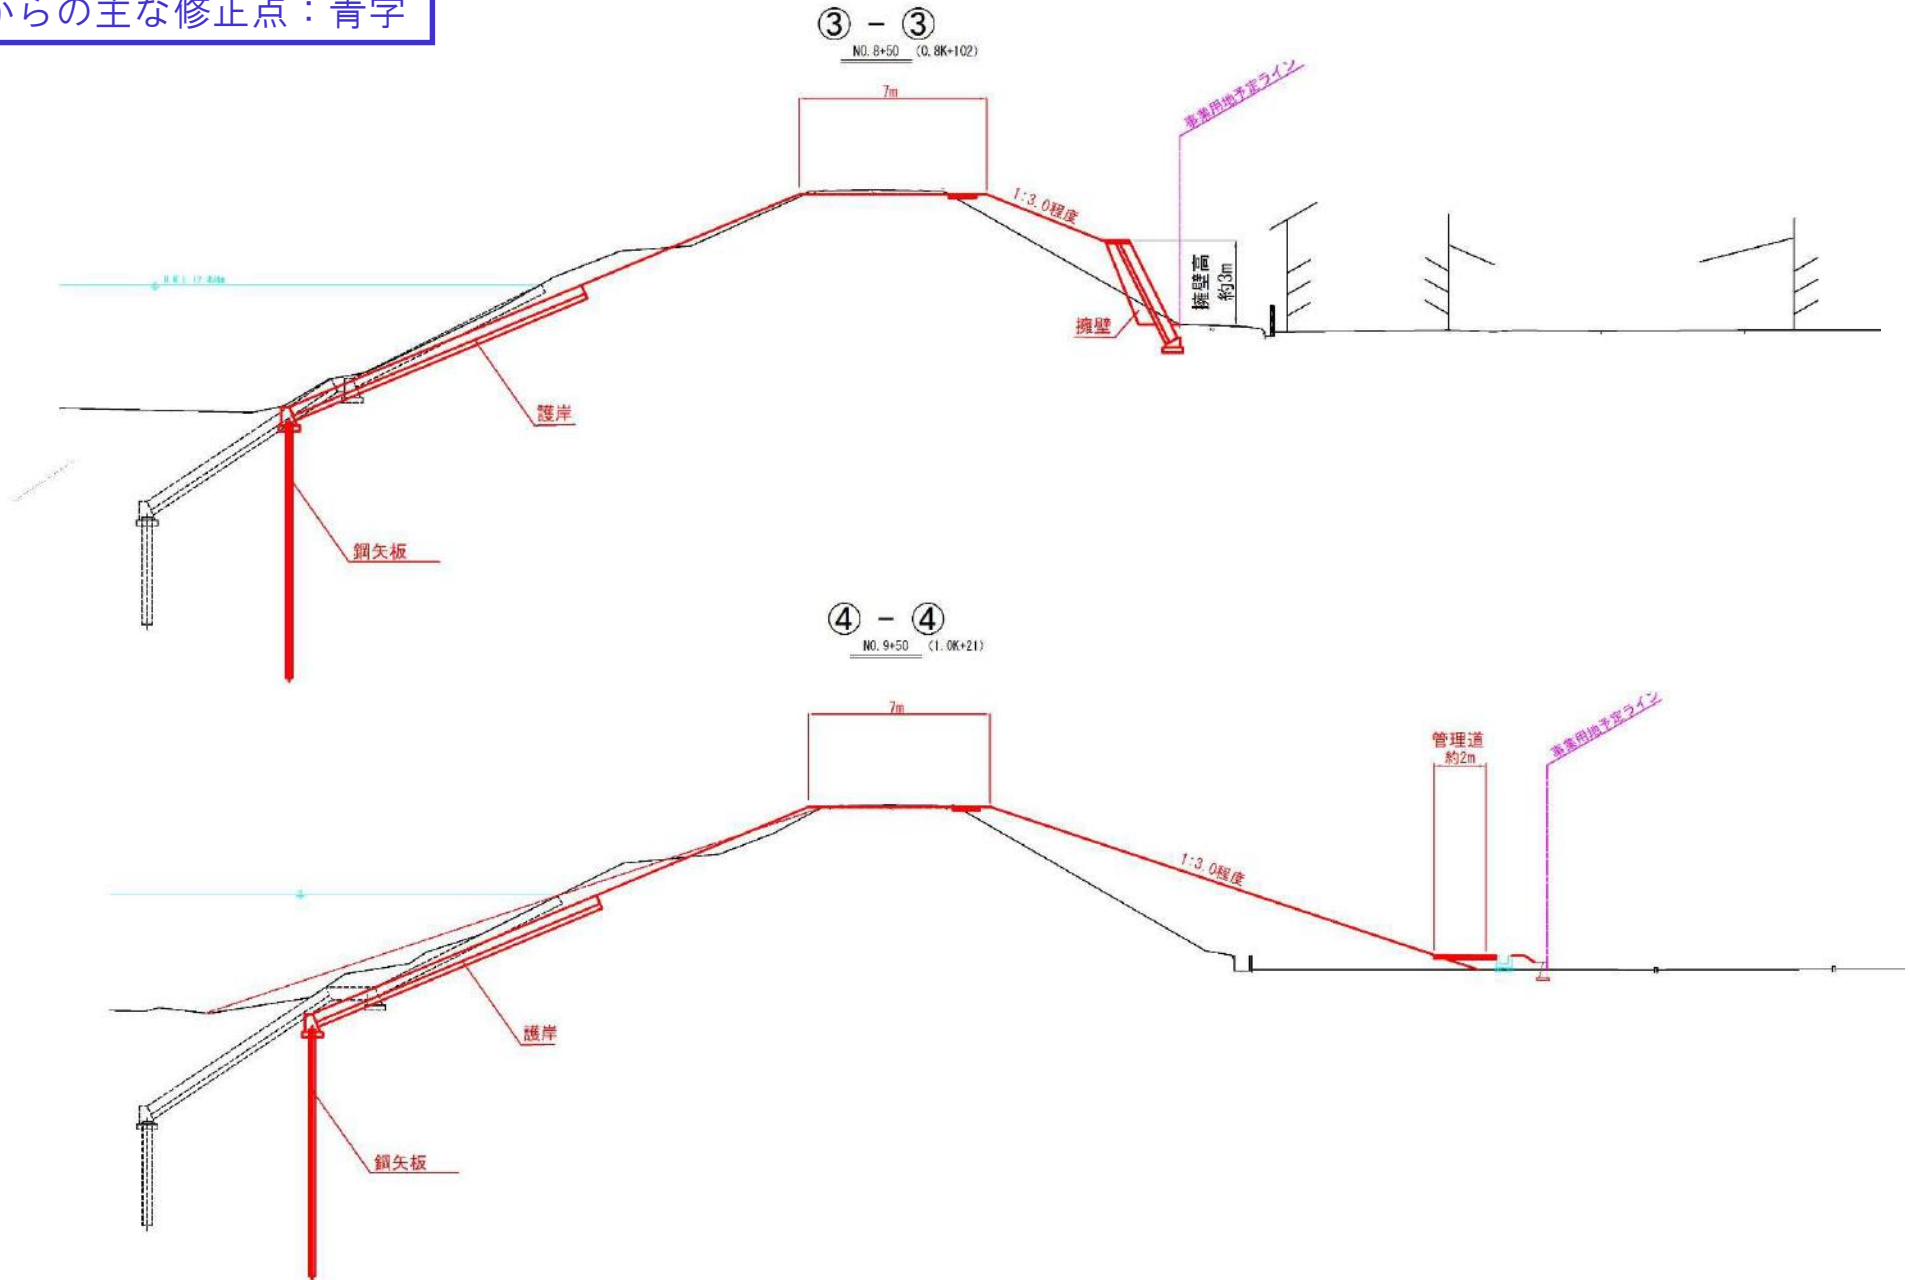 からの主な修正点：青字
③ － ③
NO.8+50 (0.8K+102)
7m
事業用地予定ライン
1:3.0程度
擁壁高
約3m
擁壁
護岸
鋼矢板
④ － ④
NO.9+50 (1.0K+21)
7m
事業用地予定ライン
管理道
約2m
1:3.0程度
護岸
鋼矢板